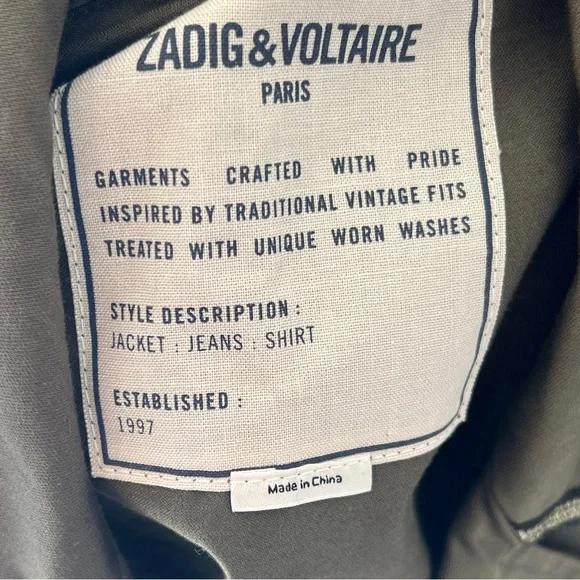 ZADIG&VOLTAIRE
PARIS
GARMENTS CRAFTED WITH PRIDE
INSPIRED BY TRADITIONAL VINTAGE FITS
TREATED WITH UNIQUE WORN WASHES
STYLE DESCRIPTION :
JACKET : JEANS : SHIRT
ESTABLISHED :
1997
Made in China